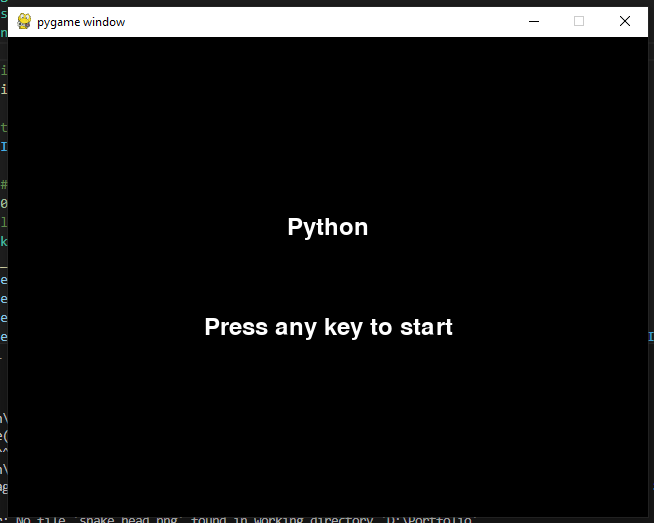 pygame window
Python
Press any key to start
No file `snake_head.png` found in working directory `D:\Portfolio`